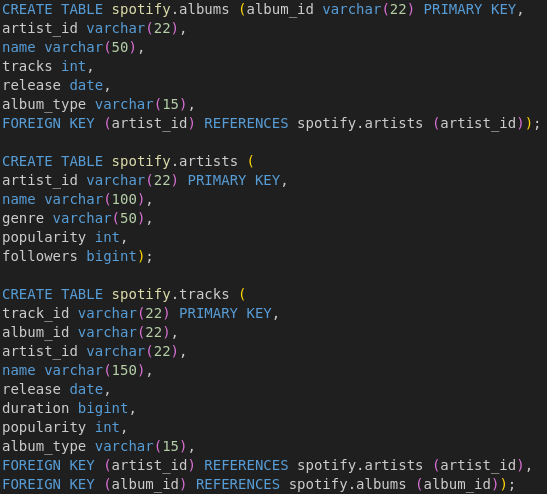 CREATE TABLE spotify.albums (album_id varchar(22) PRIMARY KEY,
artist_id varchar(22),
name varchar(50),
tracks int,
release date,
album_type varchar(15),
FOREIGN KEY (artist_id) REFERENCES spotify.artists (artist_id));
CREATE TABLE spotify.artists (
artist_id varchar(22) PRIMARY KEY,
name varchar(100),
genre varchar(50),
popularity int,
followers bigint);
CREATE TABLE spotify.tracks (
track_id varchar(22) PRIMARY KEY,
album_id varchar(22),
artist_id varchar(22),
name varchar(150),
release date,
duration bigint,
popularity int,
album_type varchar(15),
FOREIGN KEY (artist_id) REFERENCES spotify.artists (artist_id),
FOREIGN KEY (album_id) REFERENCES spotify.albums (album_id));